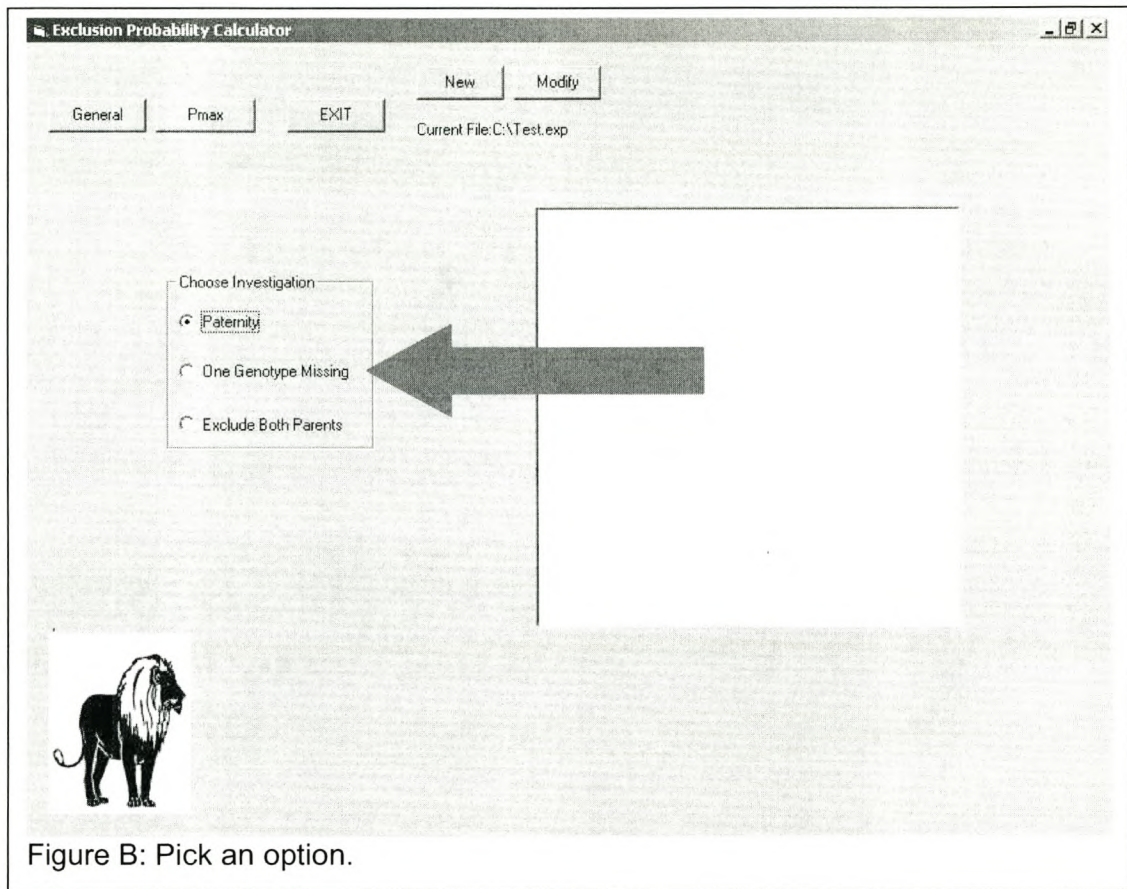 Exclusion Probability Calculator
New Modify
General Pmax EXIT
Current File:C:\Test.exp
Choose Investigation
Paternity
One Genotype Missing
Exclude Both Parents
Figure B: Pick an option.